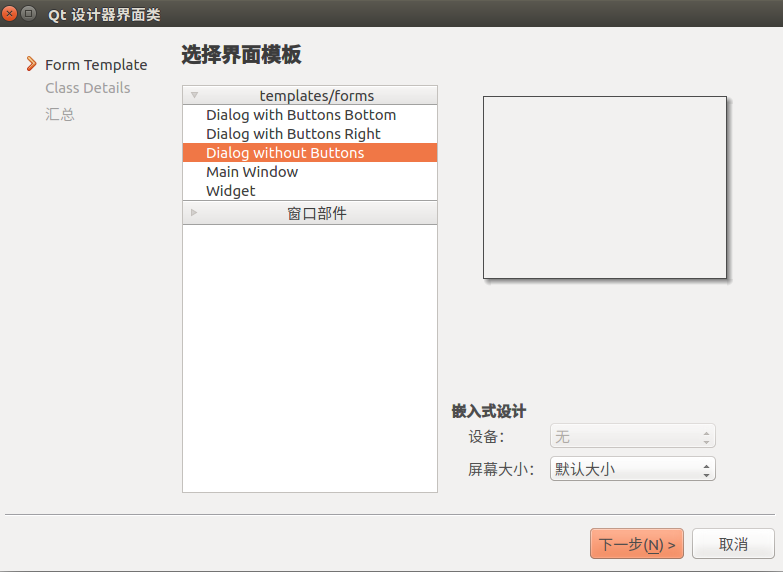 Qt 设计器界面类
选择界面模板
Form Template
Class Details
汇总
templates/forms
Dialog with Buttons Bottom
Dialog with Buttons Right
Dialog without Buttons
Main Window
Widget
窗口部件
嵌入式设计
设备：
无
屏幕大小：
默认大小
下一步(N) >
取消